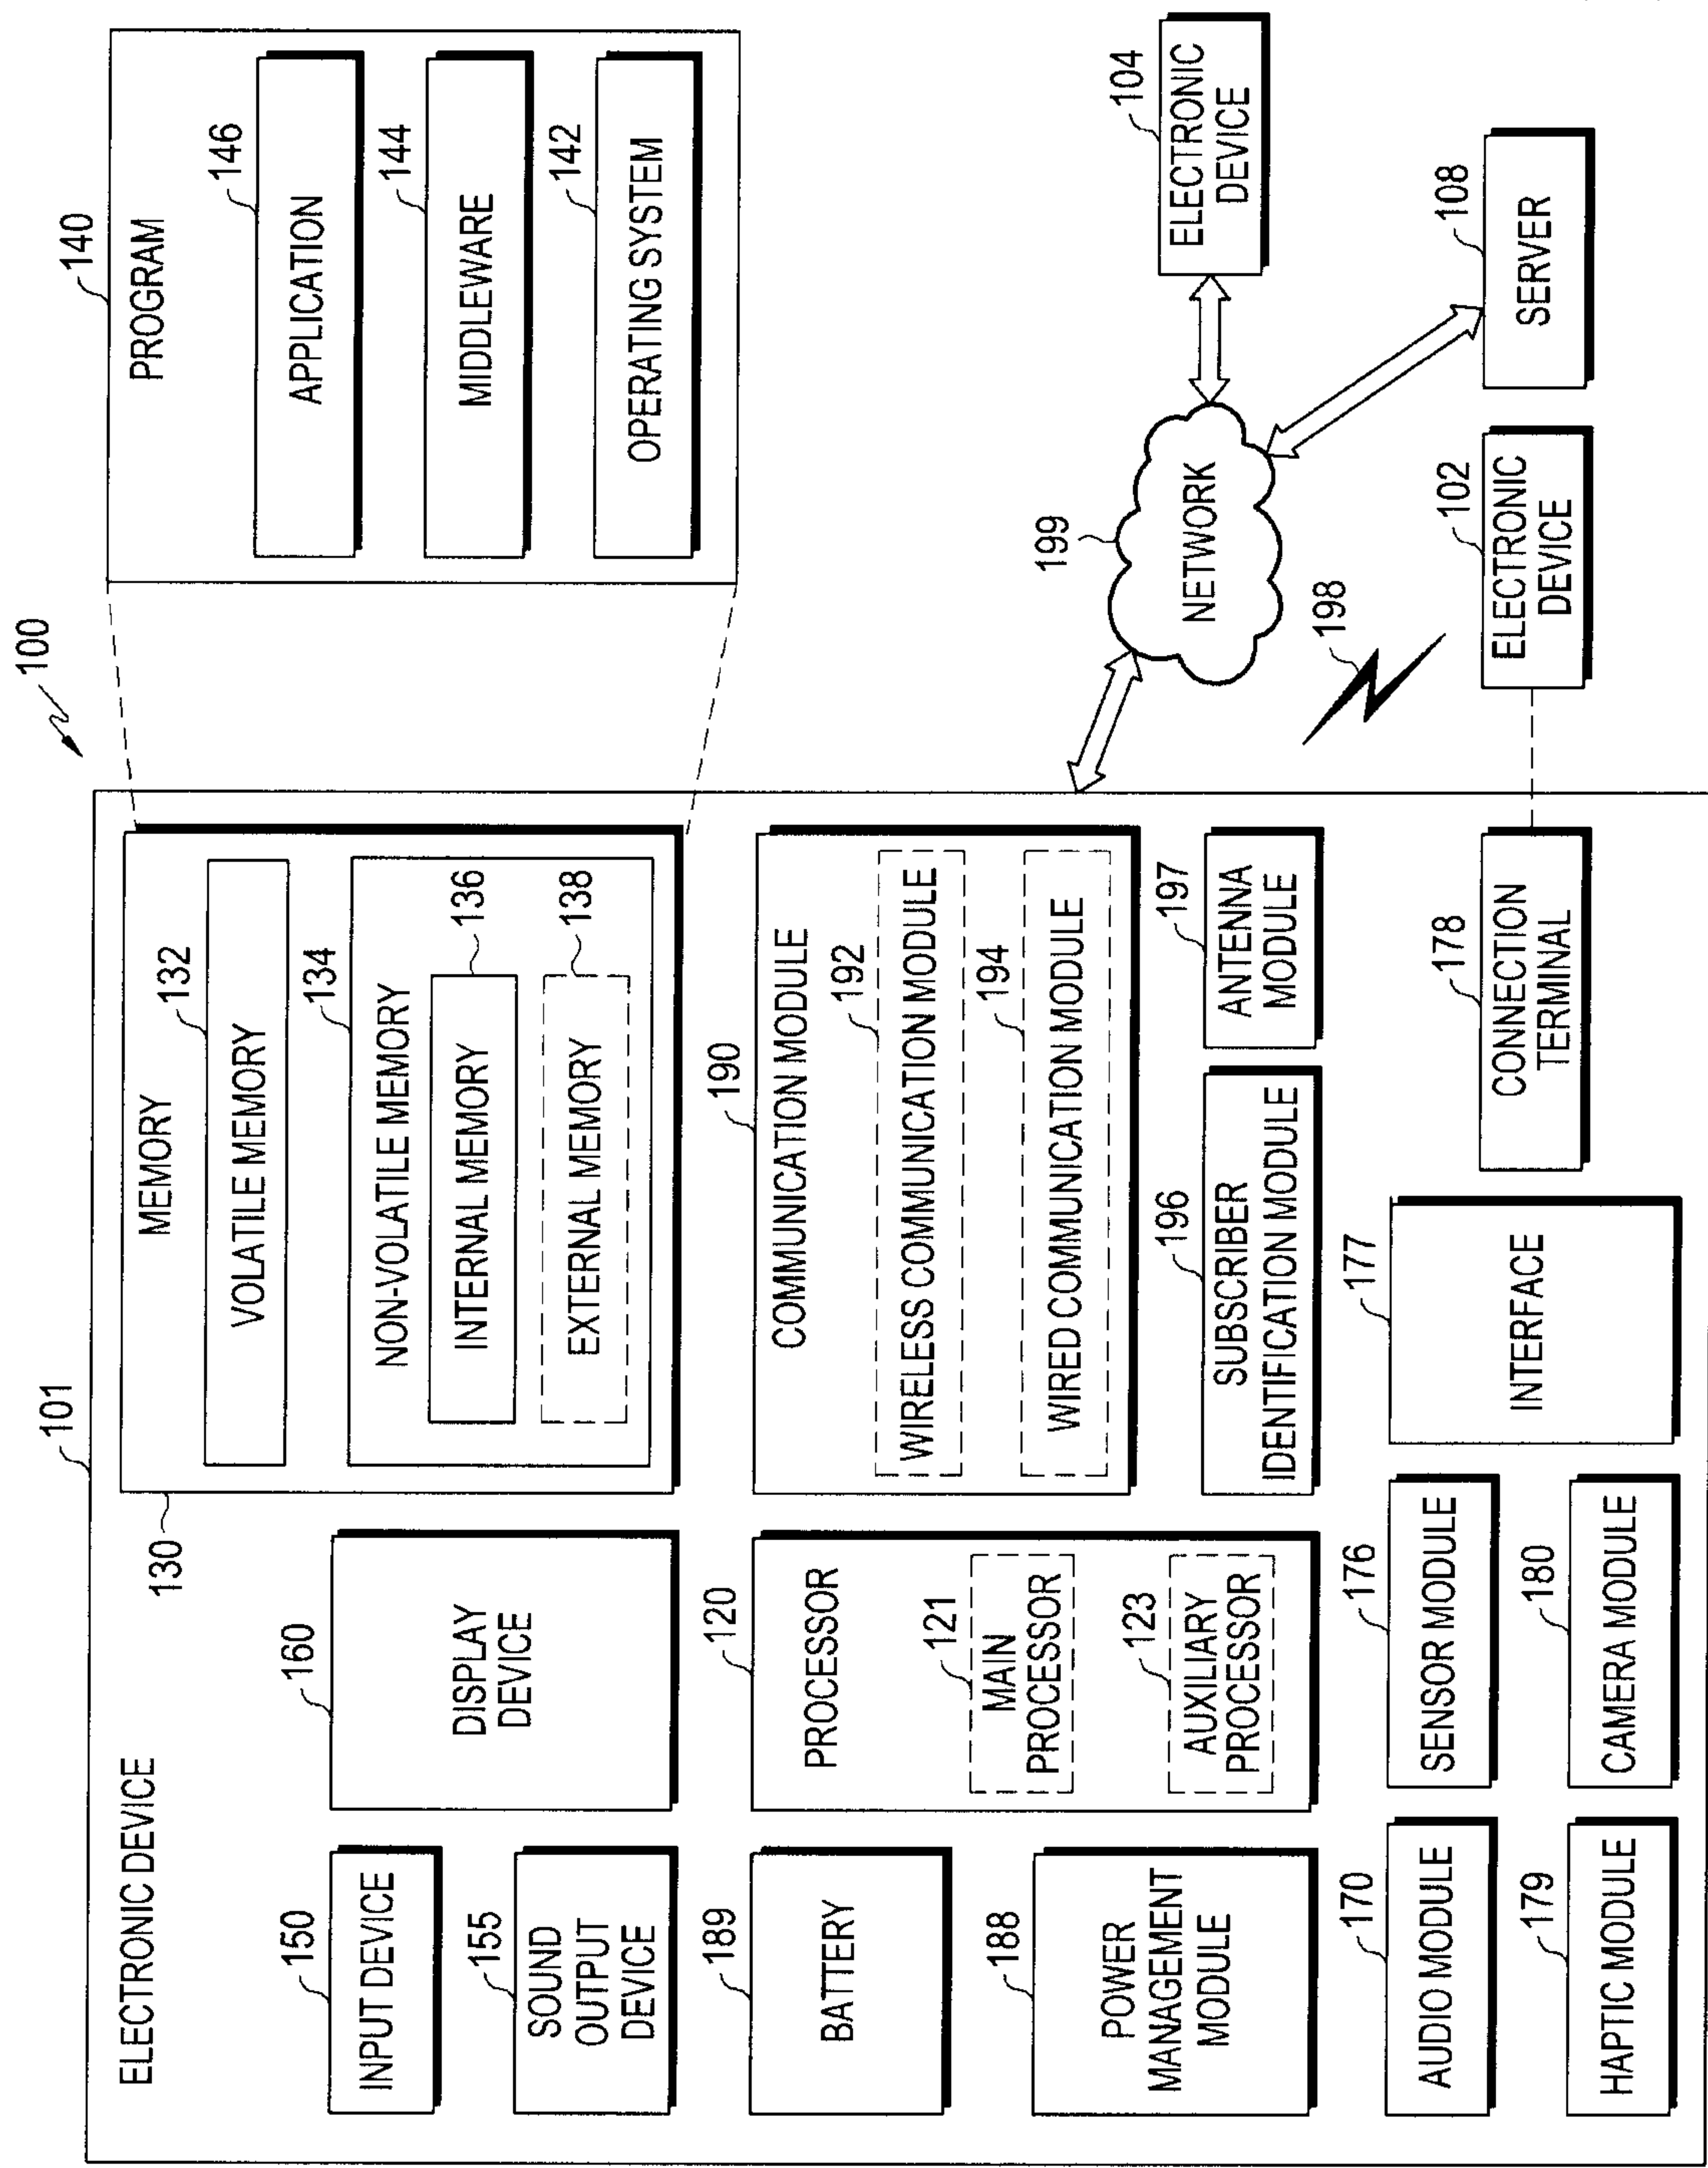 100
101
ELECTRONIC DEVICE
130
MEMORY
132
VOLATILE MEMORY
134
NON-VOLATILE MEMORY
136
INTERNAL MEMORY
138
EXTERNAL MEMORY
140
PROGRAM
146
APPLICATION
144
MIDDLEWARE
142
OPERATING SYSTEM
150
INPUT DEVICE
155
SOUND
OUTPUT
DEVICE
160
DISPLAY
DEVICE
189
BATTERY
188
POWER
MANAGEMENT
MODULE
120
PROCESSOR
121
MAIN
PROCESSOR
123
AUXILIARY
PROCESSOR
190
COMMUNICATION MODULE
192
WIRELESS COMMUNICATION MODULE
194
WIRED COMMUNICATION MODULE
196
SUBSCRIBER
IDENTIFICATION MODULE
197
ANTENNA
MODULE
170
AUDIO MODULE
176
SENSOR MODULE
177
INTERFACE
178
CONNECTION
TERMINAL
179
HAPTIC MODULE
180
CAMERA MODULE
199
NETWORK
104
ELECTRONIC
DEVICE
198
102
ELECTRONIC
DEVICE
108
SERVER